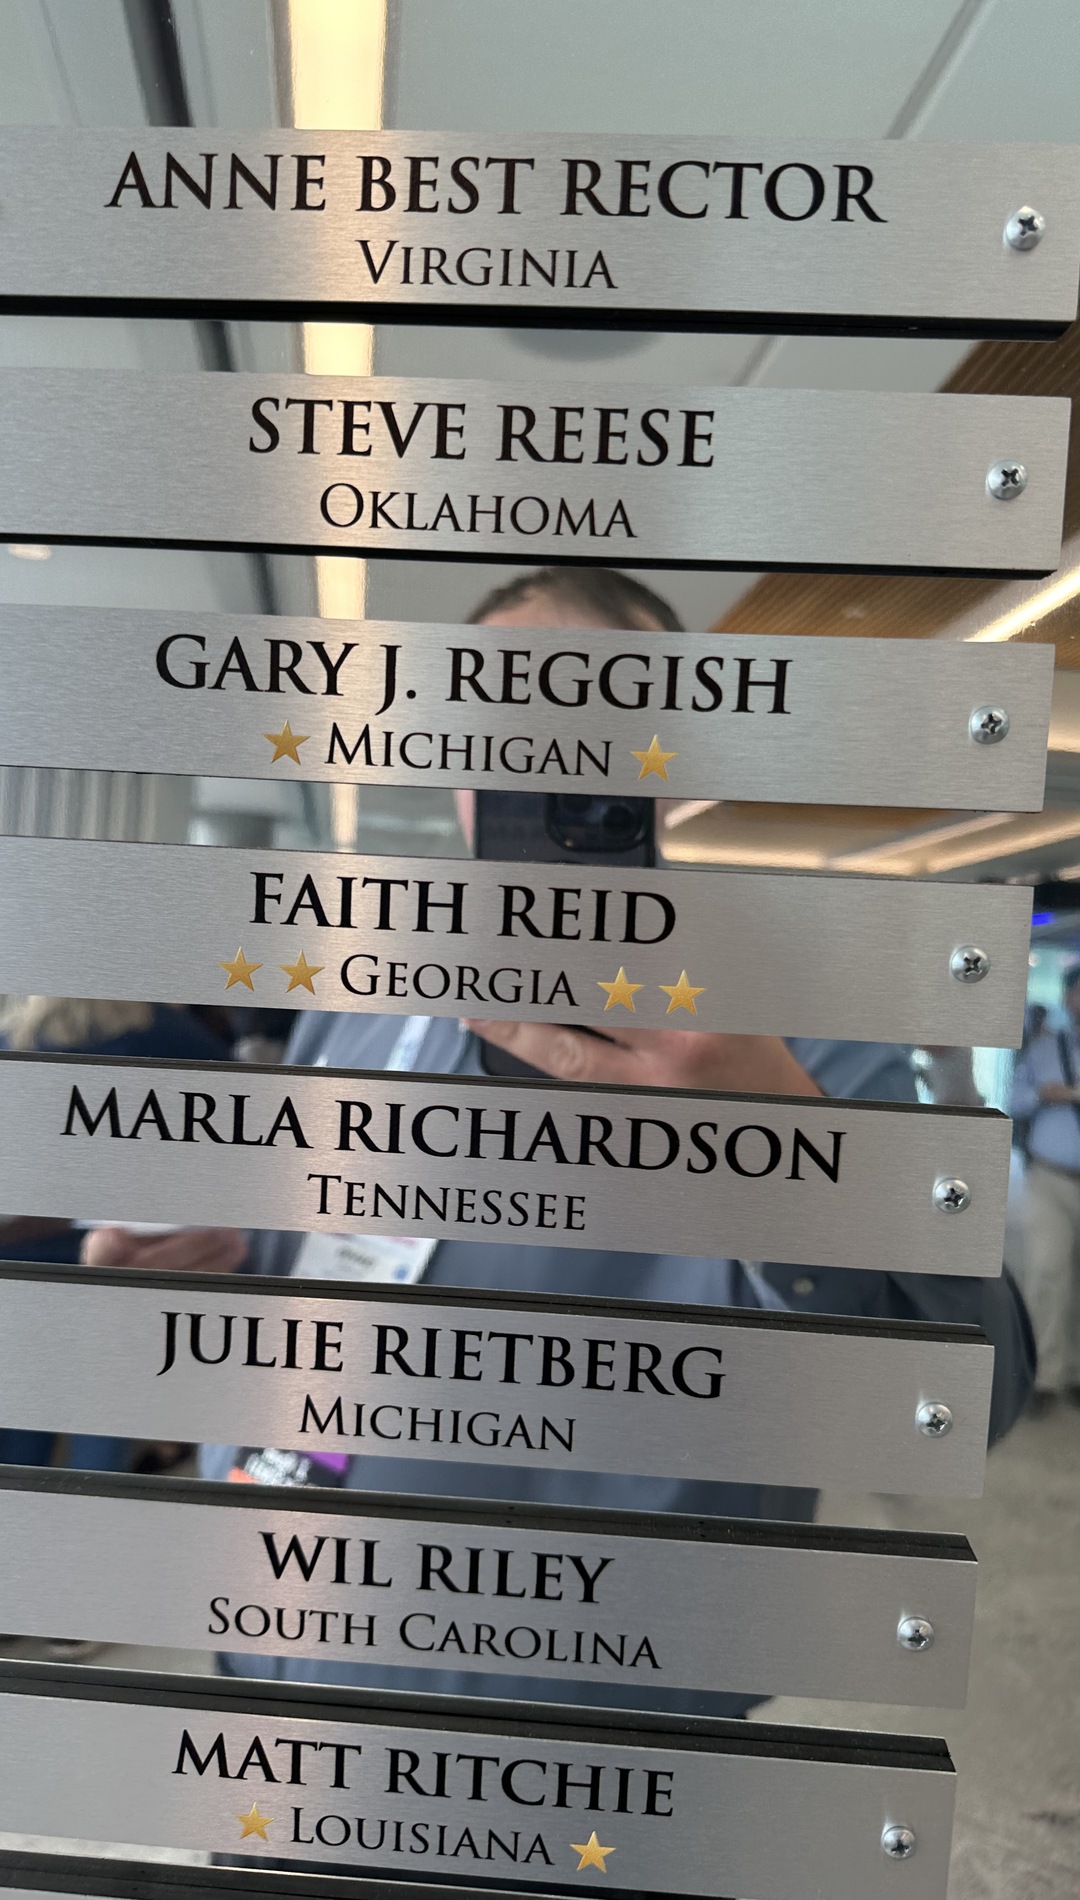 ANNE BEST RECTOR
VIRGINIA
STEVE REESE
OKLAHOMA
GARY J. REGGISH
★ MICHIGAN ★
FAITH REID
★ ★ GEORGIA ★ ★
MARLA RICHARDSON
TENNESSEE
JULIE RIETBERG
MICHIGAN
WIL RILEY
SOUTH CAROLINA
MATT RITCHIE
★ LOUISIANA ★